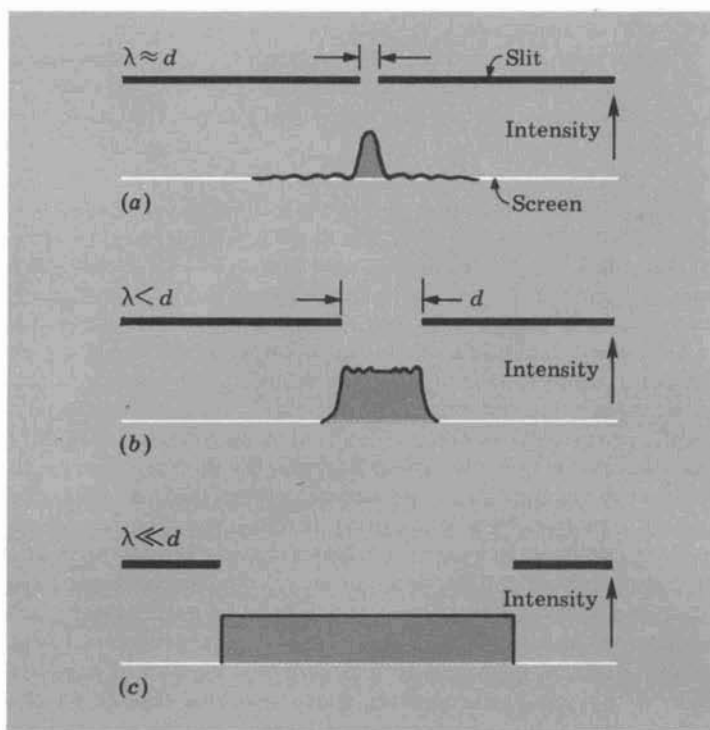 λ≈d
Slit
Intensity
Screen
(a)
λ<d
d
Intensity
(b)
λ≪d
Intensity
(c)